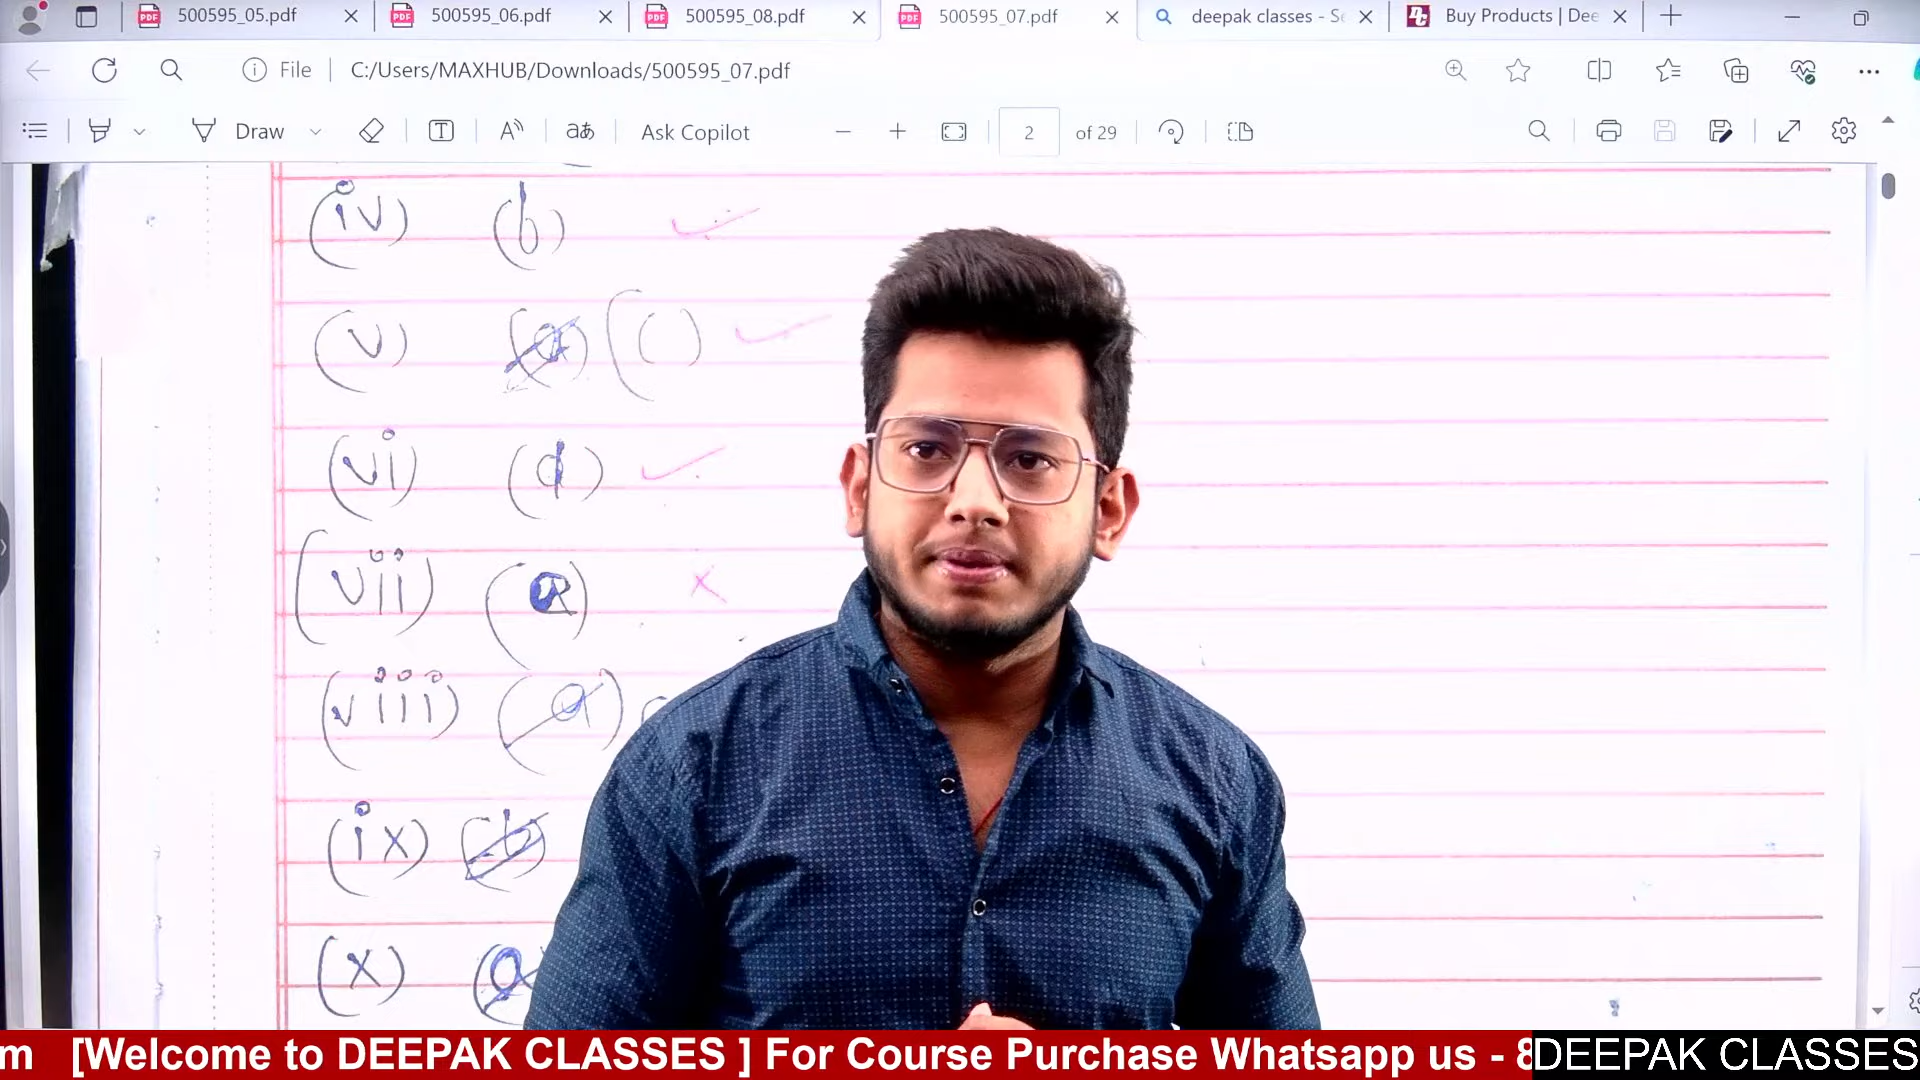 500595_05.pdf 500595_06.pdf 500595_08.pdf 500595_07.pdf deepak classes - Se Buy Products | Dee
File C:/Users/MAXHUB/Downloads/500595_07.pdf
Draw Ask Copilot 2 of 29
(iv) (b)
(v) (a) (c)
(vi) (d)
(vii) (a)
(viii) (a)
(ix) (b)
(x) (a)
m [Welcome to DEEPAK CLASSES ] For Course Purchase Whatsapp us - 8 DEEPAK CLASSES